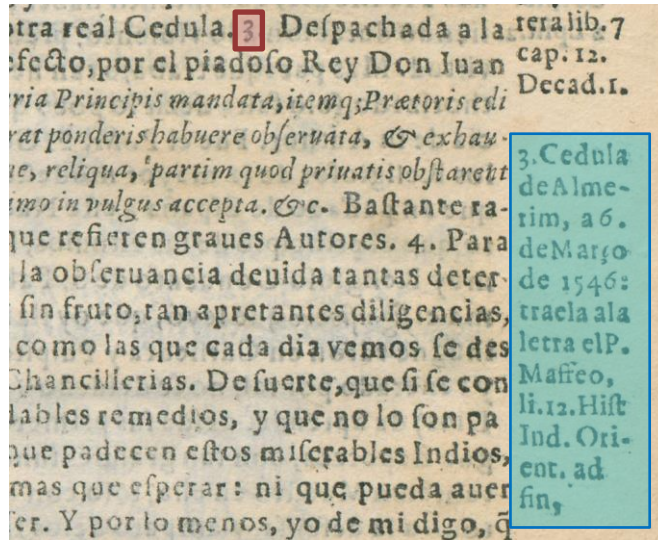 otra real Cedula. 3. Deſpachada a la
efecto, por el piadoſo Rey Don Iuan
ria Principis mandata, itemq; Prætoris edi
rat ponderis habuere obſeruata, & exhau-
ne, reliqua, partim quod priuatis obſtarent
imo in vulgus accepta. &c. Baſtante ra-
que refieren graues Autores. 4. Para
la obſeruancia deuida tantas deter
ſin fruto, tan apretantes diligencias,
como las que cada dia vemos ſe des
Chancillerias. De ſuerte, que ſi ſe con
dables remedios, y que no lo ſon pa
que padecen eſtos miſerables Indios,
mas que eſperar: ni que pueda auer
ſer. Y por lo menos, yo de mi digo, q̃
rera lib. 7
cap. 12.
Decad. 1.
3. Cedula
de Alme-
rim, a 6.
de Março
de 1546:
traela a la
letra el P.
Maffeo,
li. 12. Hiſt
Ind. Ori-
ent. ad
fin,